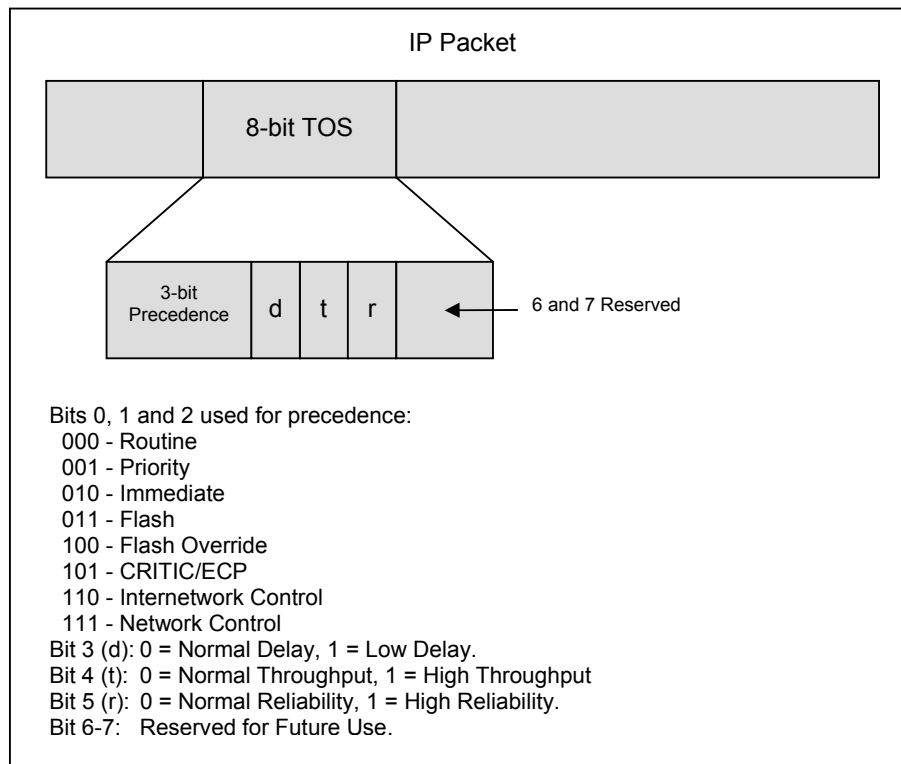 IP Packet
8-bit TOS
3-bit
Precedence
d
t
r
6 and 7 Reserved
Bits 0, 1 and 2 used for precedence:
000 - Routine
001 - Priority
010 - Immediate
011 - Flash
100 - Flash Override
101 - CRITIC/ECP
110 - Internetwork Control
111 - Network Control
Bit 3 (d): 0 = Normal Delay, 1 = Low Delay.
Bit 4 (t): 0 = Normal Throughput, 1 = High Throughput
Bit 5 (r): 0 = Normal Reliability, 1 = High Reliability.
Bit 6-7: Reserved for Future Use.